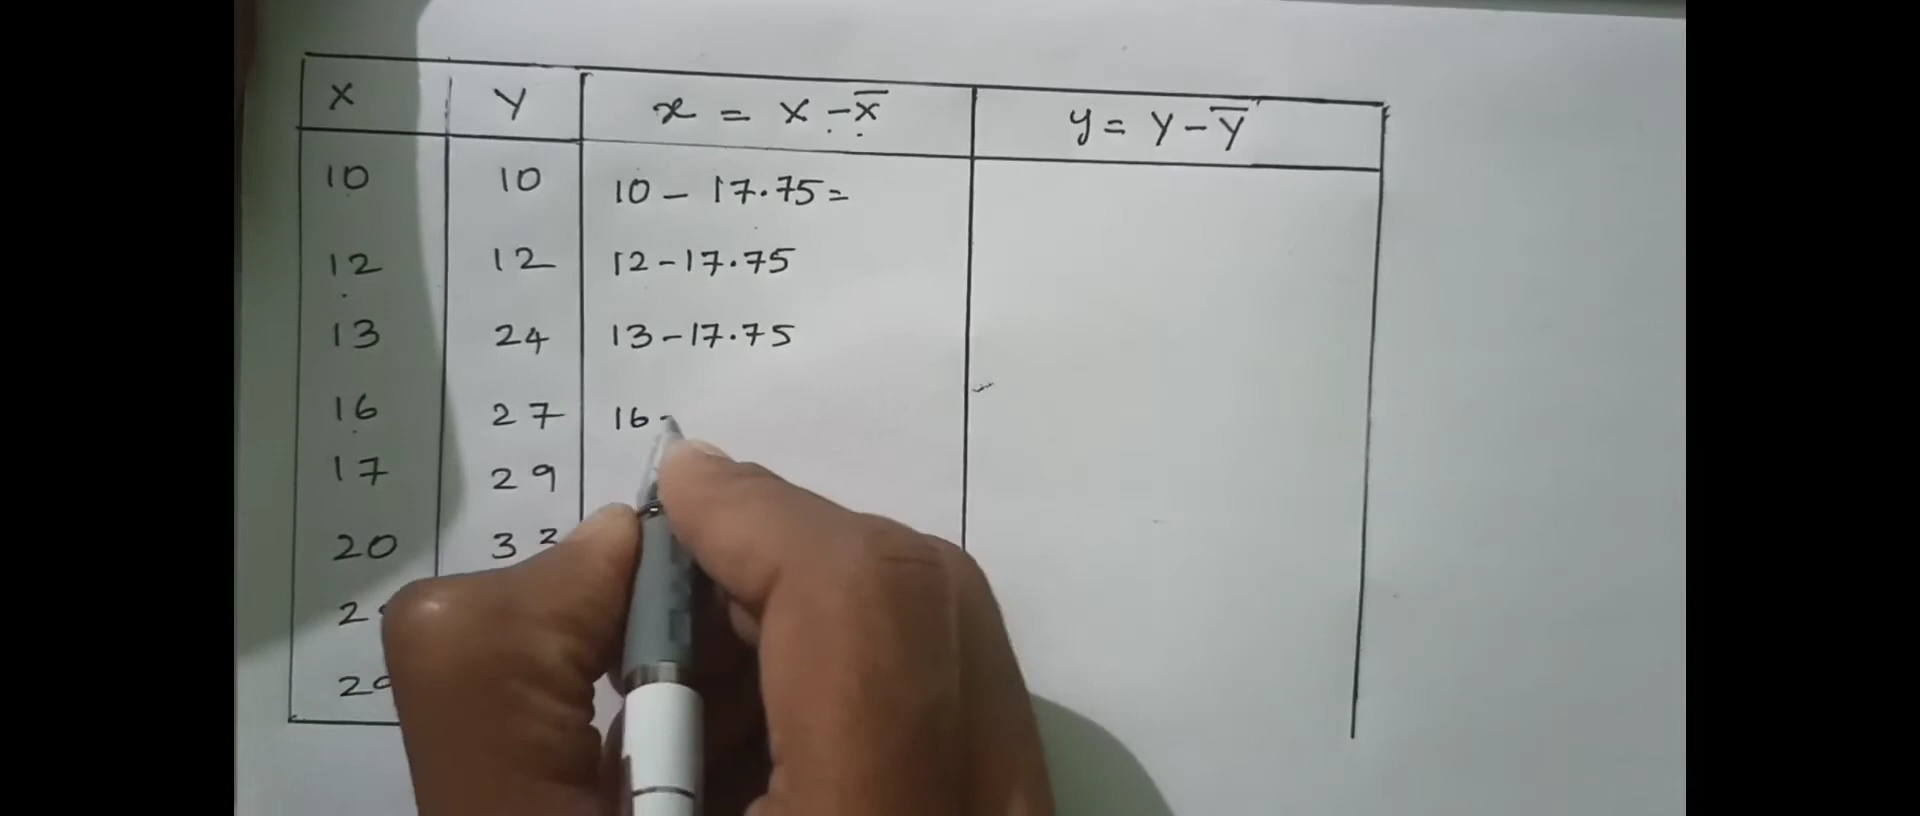 X Y x = X - X̅ y = Y - Y̅
10 10 10 - 17.75 =
12 12 12 - 17.75
13 24 13 - 17.75
16 27 16 -
17 29
20 32